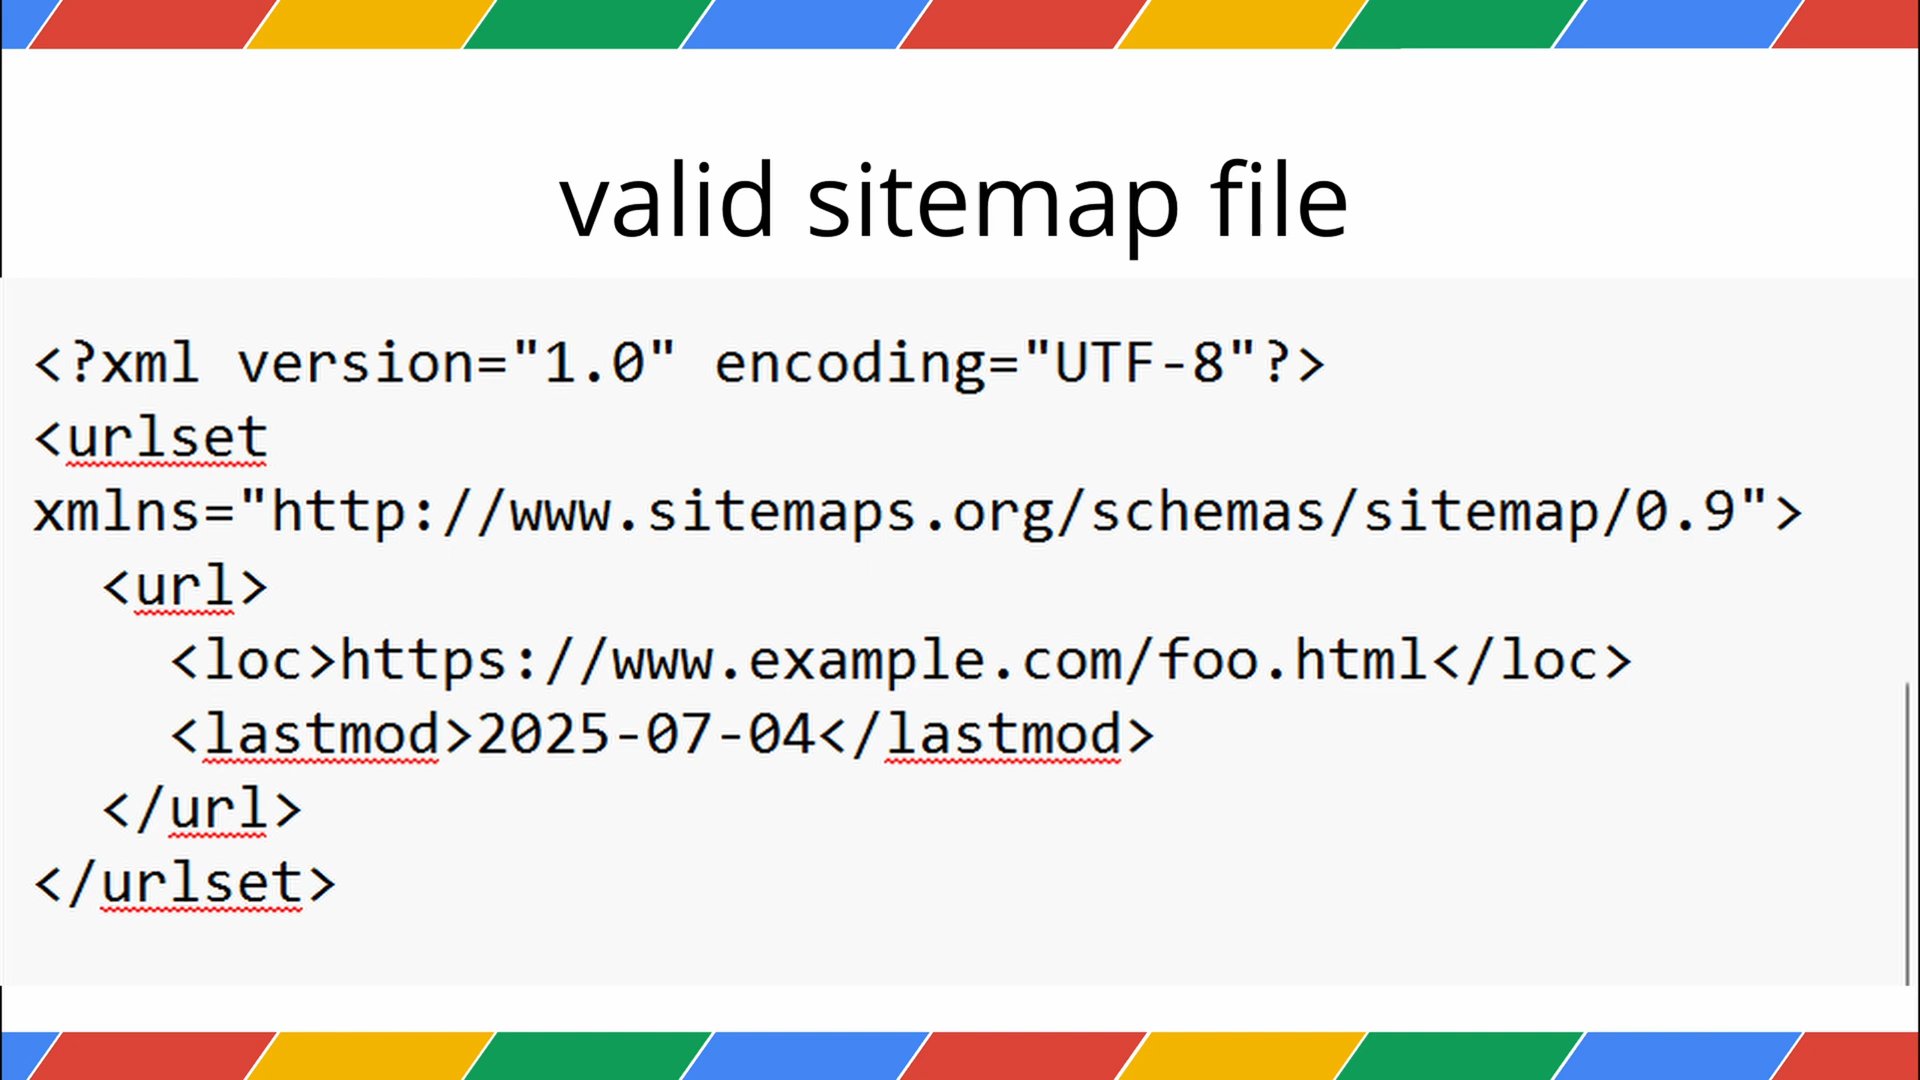 valid sitemap file
<?xml version="1.0" encoding="UTF-8"?>
<urlset
xmlns="http://www.sitemaps.org/schemas/sitemap/0.9">
  <url>
    <loc>https://www.example.com/foo.html</loc>
    <lastmod>2025-07-04</lastmod>
  </url>
</urlset>